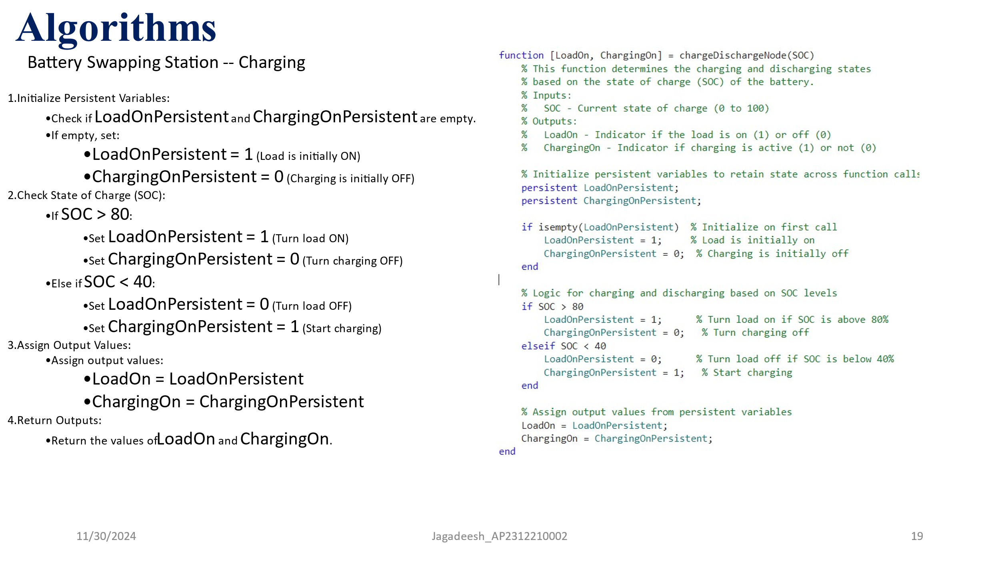 Algorithms
Battery Swapping Station -- Charging
1.Initialize Persistent Variables:
•Check if LoadOnPersistent and ChargingOnPersistent are empty.
•If empty, set:
•LoadOnPersistent = 1 (Load is initially ON)
•ChargingOnPersistent = 0 (Charging is initially OFF)
2.Check State of Charge (SOC):
•If SOC > 80:
•Set LoadOnPersistent = 1 (Turn load ON)
•Set ChargingOnPersistent = 0 (Turn charging OFF)
•Else if SOC < 40:
•Set LoadOnPersistent = 0 (Turn load OFF)
•Set ChargingOnPersistent = 1 (Start charging)
3.Assign Output Values:
•Assign output values:
•LoadOn = LoadOnPersistent
•ChargingOn = ChargingOnPersistent
4.Return Outputs:
•Return the values of LoadOn and ChargingOn.
function [LoadOn, ChargingOn] = chargeDischargeNode(SOC)
% This function determines the charging and discharging states
% based on the state of charge (SOC) of the battery.
% Inputs:
% SOC - Current state of charge (0 to 100)
% Outputs:
% LoadOn - Indicator if the load is on (1) or off (0)
% ChargingOn - Indicator if charging is active (1) or not (0)
% Initialize persistent variables to retain state across function calls
persistent LoadOnPersistent;
persistent ChargingOnPersistent;
if isempty(LoadOnPersistent) % Initialize on first call
LoadOnPersistent = 1; % Load is initially on
ChargingOnPersistent = 0; % Charging is initially off
end
% Logic for charging and discharging based on SOC levels
if SOC > 80
LoadOnPersistent = 1; % Turn load on if SOC is above 80%
ChargingOnPersistent = 0; % Turn charging off
elseif SOC < 40
LoadOnPersistent = 0; % Turn load off if SOC is below 40%
ChargingOnPersistent = 1; % Start charging
end
% Assign output values from persistent variables
LoadOn = LoadOnPersistent;
ChargingOn = ChargingOnPersistent;
end
11/30/2024
Jagadeesh_AP2312210002
19